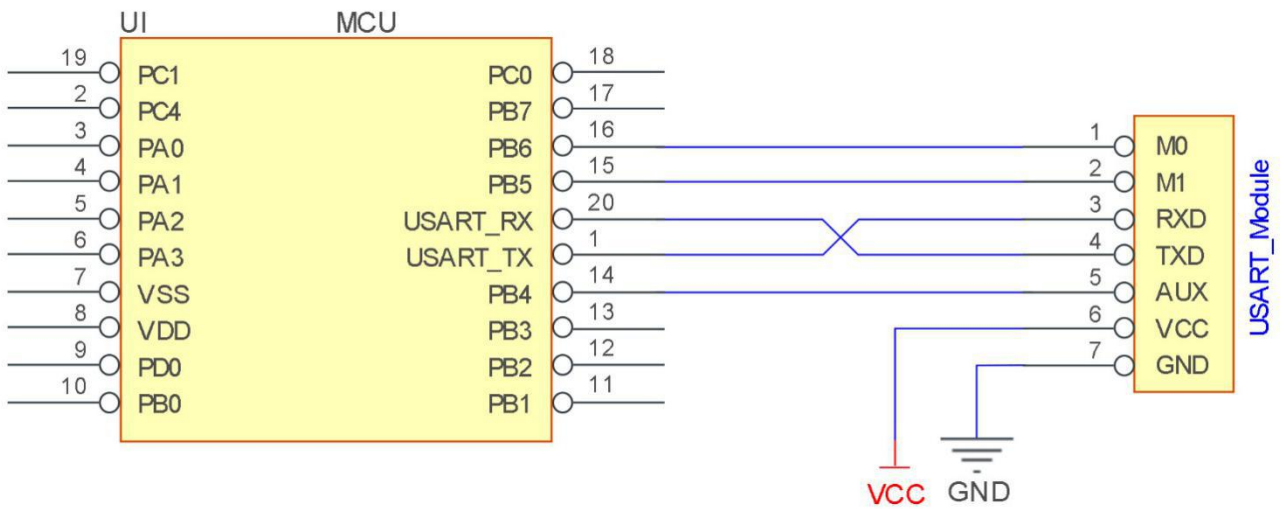 UI MCU
19 PC1 PC0 18
2 PC4 PB7 17
3 PA0 PB6 16 1 M0
4 PA1 PB5 15 2 M1
5 PA2 USART_RX 20 3 RXD
6 PA3 USART_TX 1 4 TXD
7 VSS PB4 14 5 AUX
8 VDD PB3 13 6 VCC
9 PD0 PB2 12 7 GND
10 PB0 PB1 11
USART_Module
VCC GND